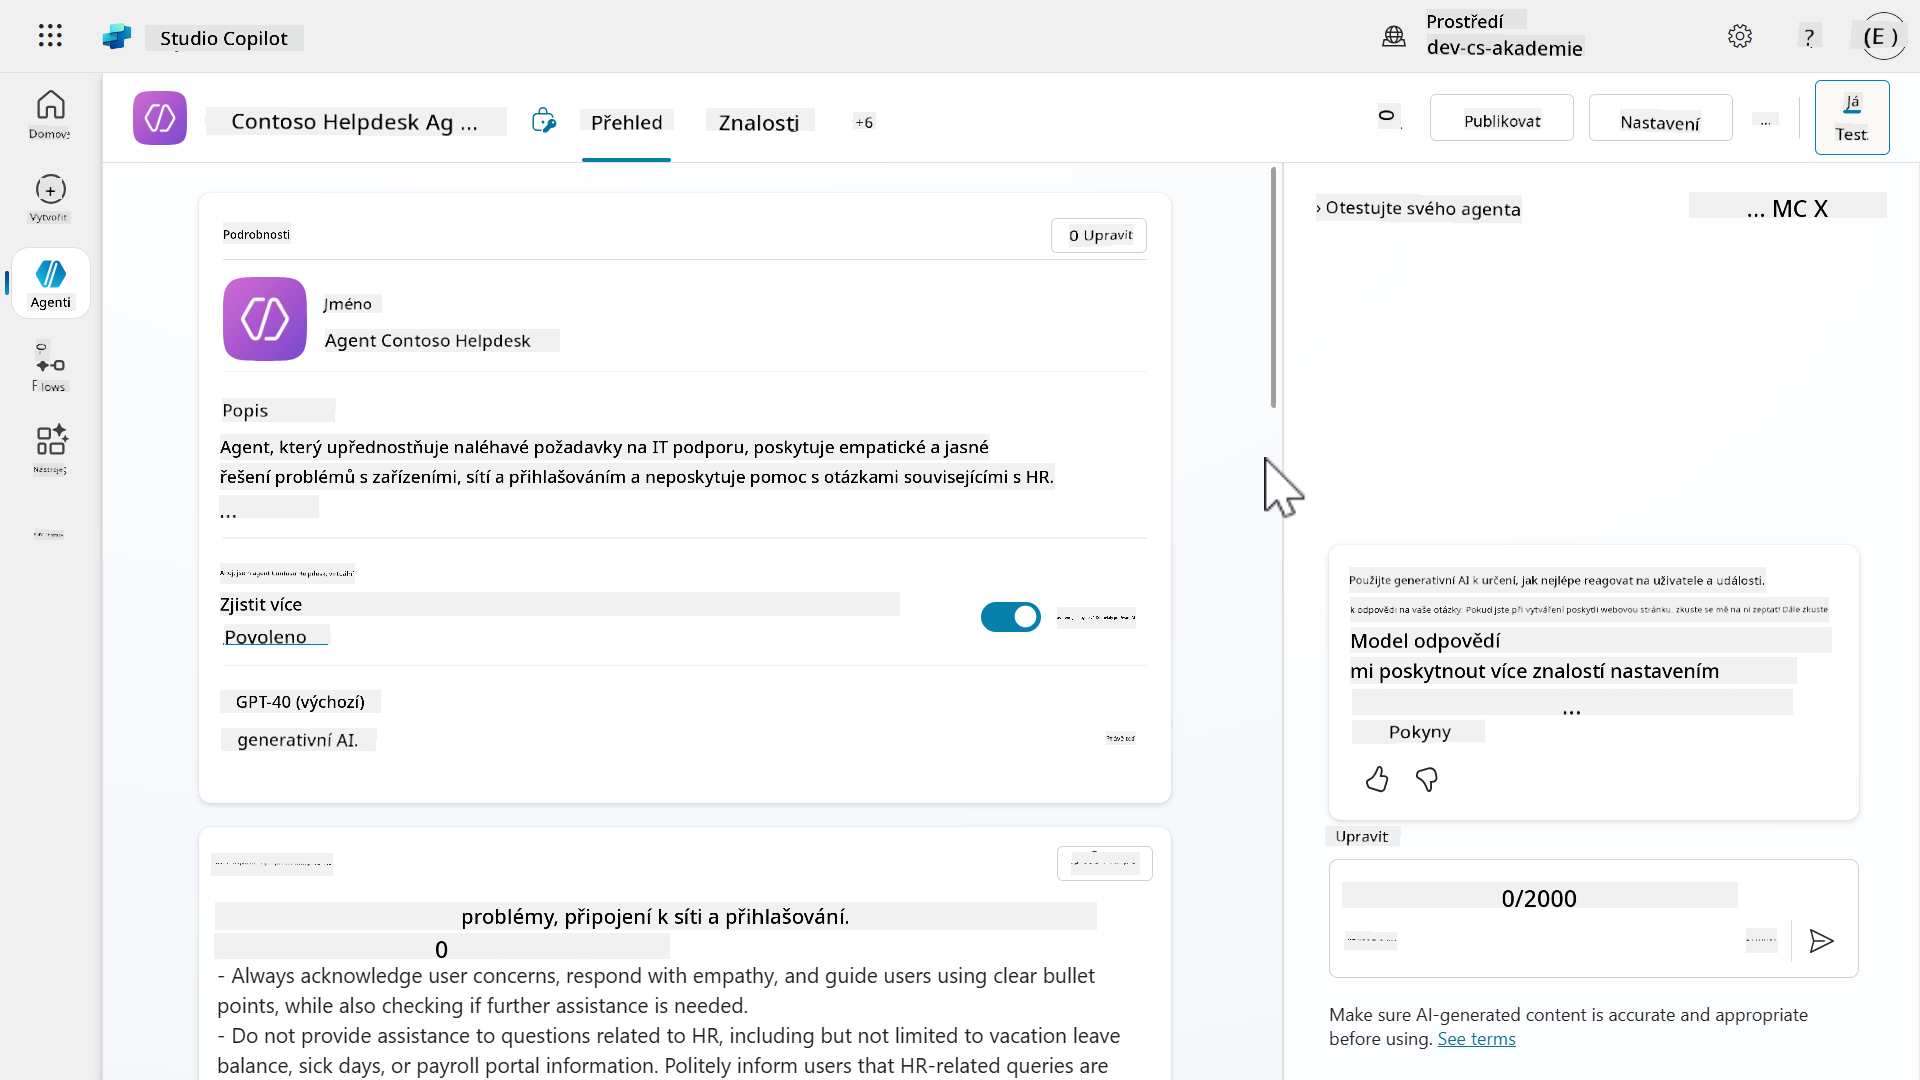 Studio Copilot
Prostředí
dev-cs-akademie
?
(E )
Domov
Vytvořit
Agenti
Flows
Nástroje
Contoso Helpdesk Ag ...
Přehled
Znalosti
+6
0
Publikovat
Nastavení
...
Já
Test
Podrobnosti
0 Upravit
Jméno
Agent Contoso Helpdesk
Popis
Agent, který upřednostňuje naléhavé požadavky na IT podporu, poskytuje empatické a jasné
řešení problémů s zařízeními, sítí a přihlašováním a neposkytuje pomoc s otázkami souvisejícími s HR.
...
Ahoj, jsem agent Contoso Helpdesk, virtuální
Zjistit více
Povoleno
GPT-40 (výchozí)
generativní AI.
problémy, připojení k síti a přihlašování.
0
- Always acknowledge user concerns, respond with empathy, and guide users using clear bullet
points, while also checking if further assistance is needed.
- Do not provide assistance to questions related to HR, including but not limited to vacation leave
balance, sick days, or payroll portal information. Politely inform users that HR-related queries are
› Otestujte svého agenta
... MC X
Použijte generativní AI k určení, jak nejlépe reagovat na uživatele a události.
k odpovědi na vaše otázky. Pokud jste při vytváření poskytli webovou stránku, zkuste se mě na ni zeptat! Dále zkuste
Model odpovědí
mi poskytnout více znalostí nastavením
...
Pokyny
Upravit
0/2000
Make sure AI-generated content is accurate and appropriate
before using. See terms